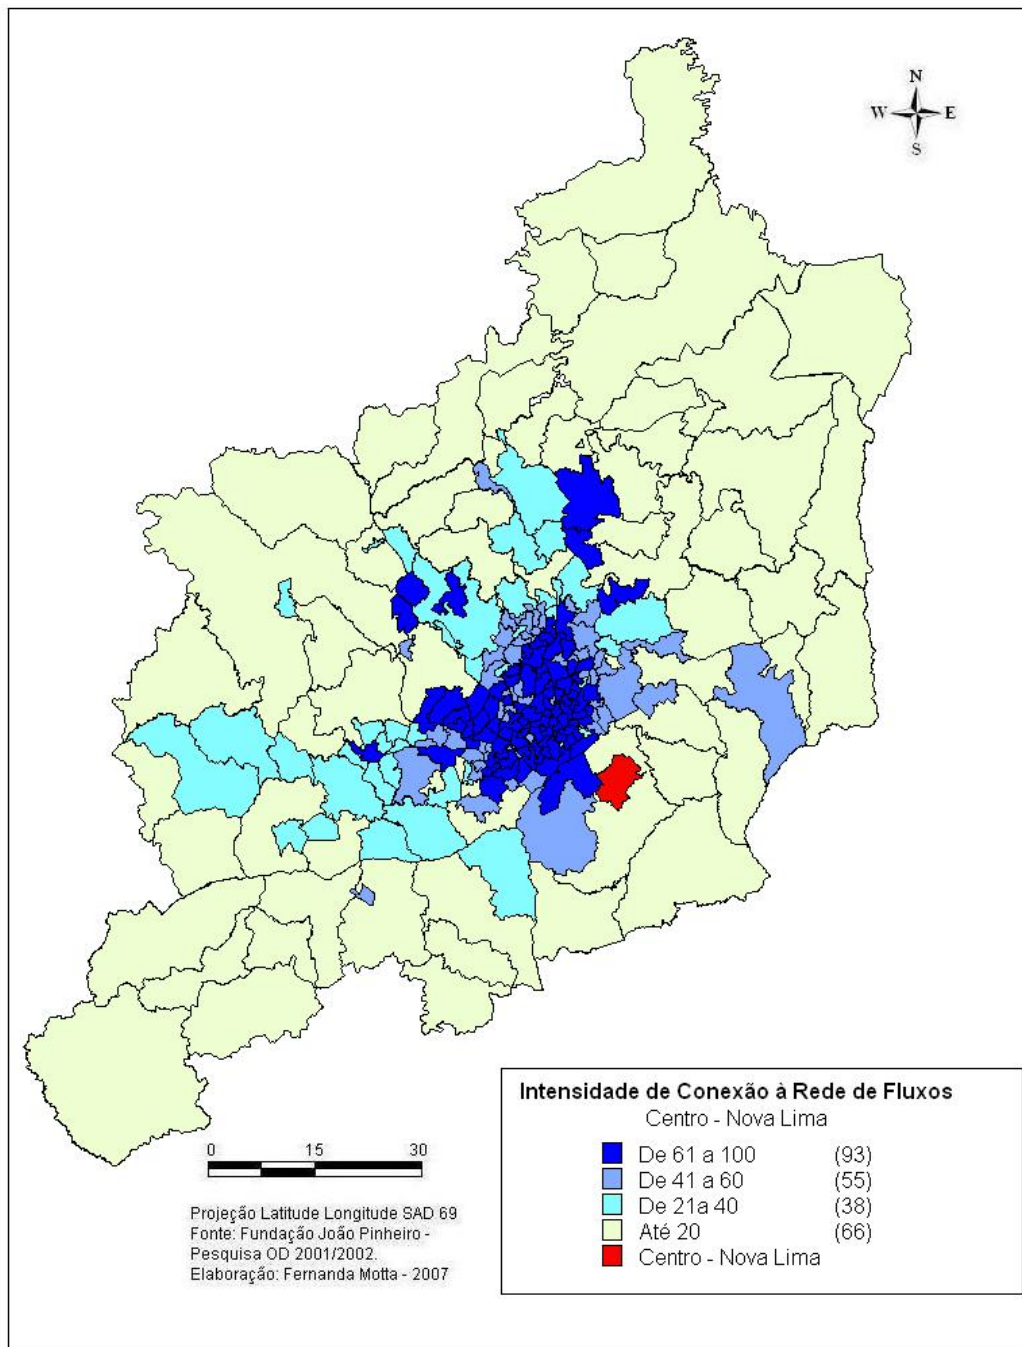 N
W E
S
Intensidade de Conexão à Rede de Fluxos
Centro - Nova Lima
De 61 a 100 (93)
De 41 a 60 (55)
De 21a 40 (38)
Até 20 (66)
Centro - Nova Lima
0 15 30
Projeção Latitude Longitude SAD 69
Fonte: Fundação João Pinheiro -
Pesquisa OD 2001/2002.
Elaboração: Fernanda Motta - 2007